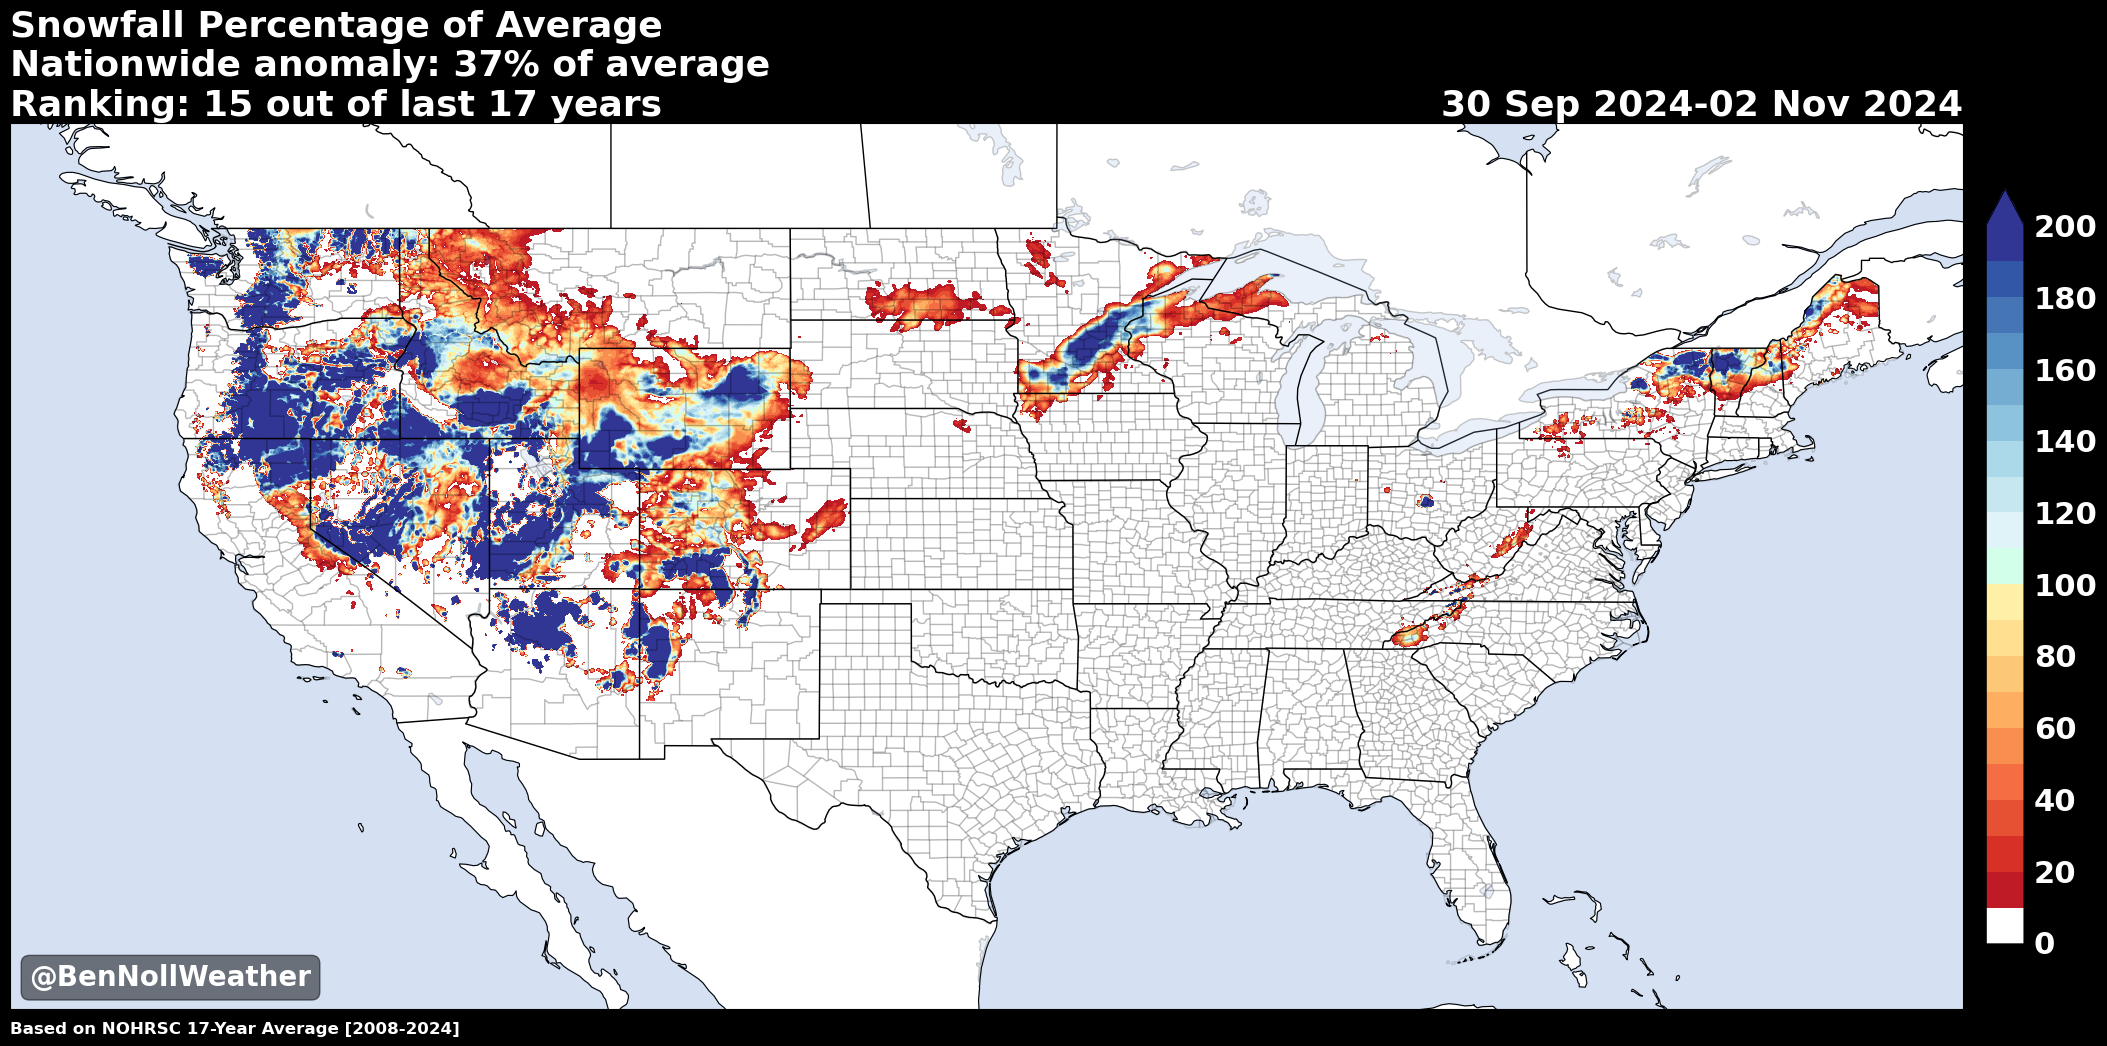 Snowfall Percentage of Average
Nationwide anomaly: 37% of average
Ranking: 15 out of last 17 years
30 Sep 2024-02 Nov 2024
200
180
160
140
120
100
80
60
40
20
0
@BenNollWeather
Based on NOHRSC 17-Year Average [2008-2024]